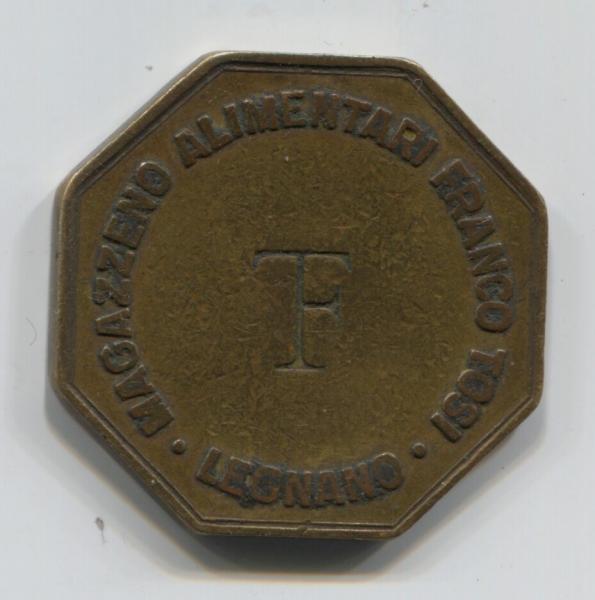 MAGAZZENO ALIMENTARI FRANCO TOSI
TF
• LEGNANO •